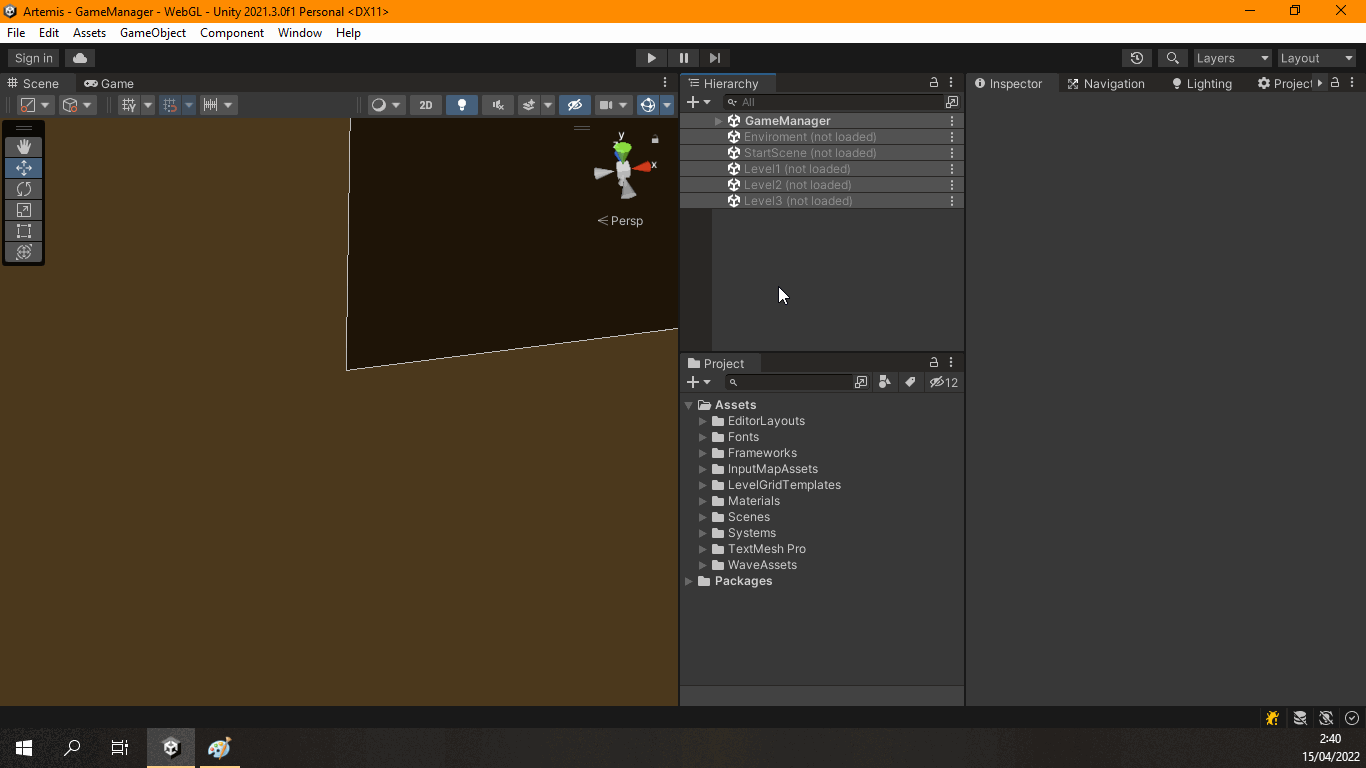 Artemis - GameManager - WebGL - Unity 2021.3.0f1 Personal <DX11>
File Edit Assets GameObject Component Window Help
Sign in Layers Layout
Scene Game
2D
y
x
Persp
Hierarchy
All
GameManager
Enviroment (not loaded)
StartScene (not loaded)
Level1 (not loaded)
Level2 (not loaded)
Level3 (not loaded)
Project
12
Assets
EditorLayouts
Fonts
Frameworks
InputMapAssets
LevelGridTemplates
Materials
Scenes
Systems
TextMesh Pro
WaveAssets
Packages
Inspector Navigation Lighting Project
2:40
15/04/2022